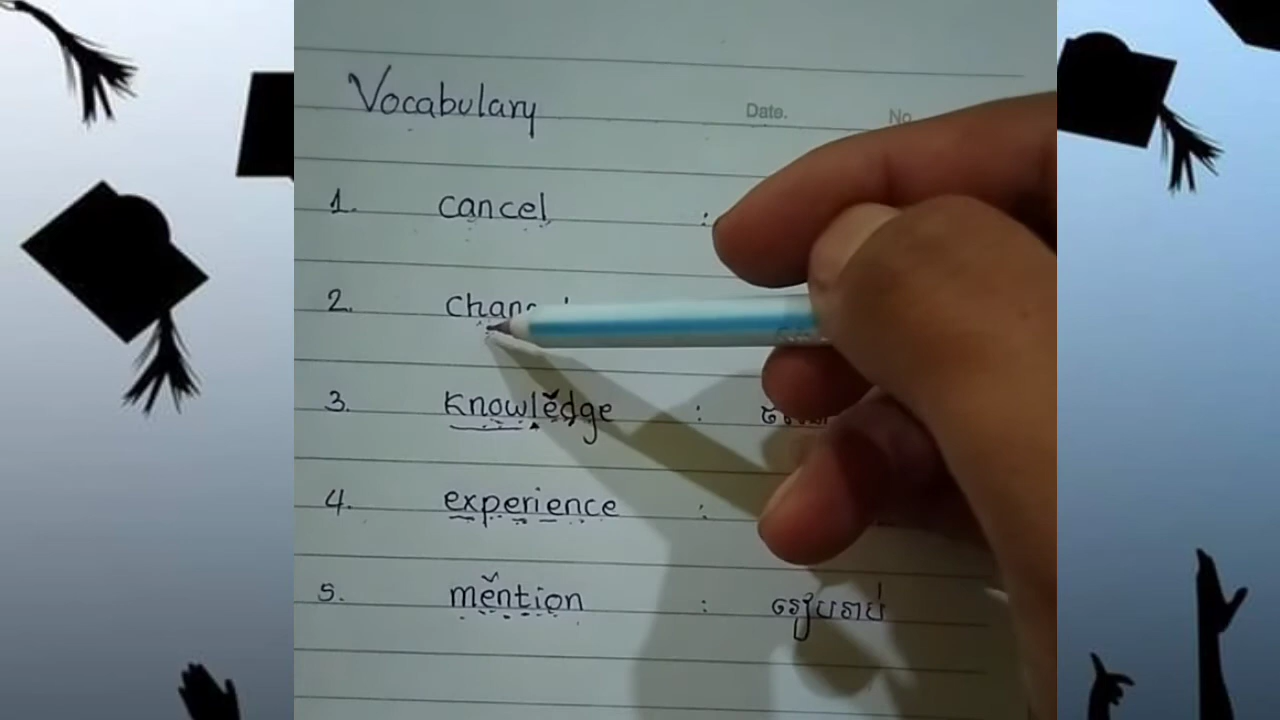 Vocabulary
Date. No
1. cancel :
2.
3. knowledge :
4. experience :
5. mention : រៀបរាប់